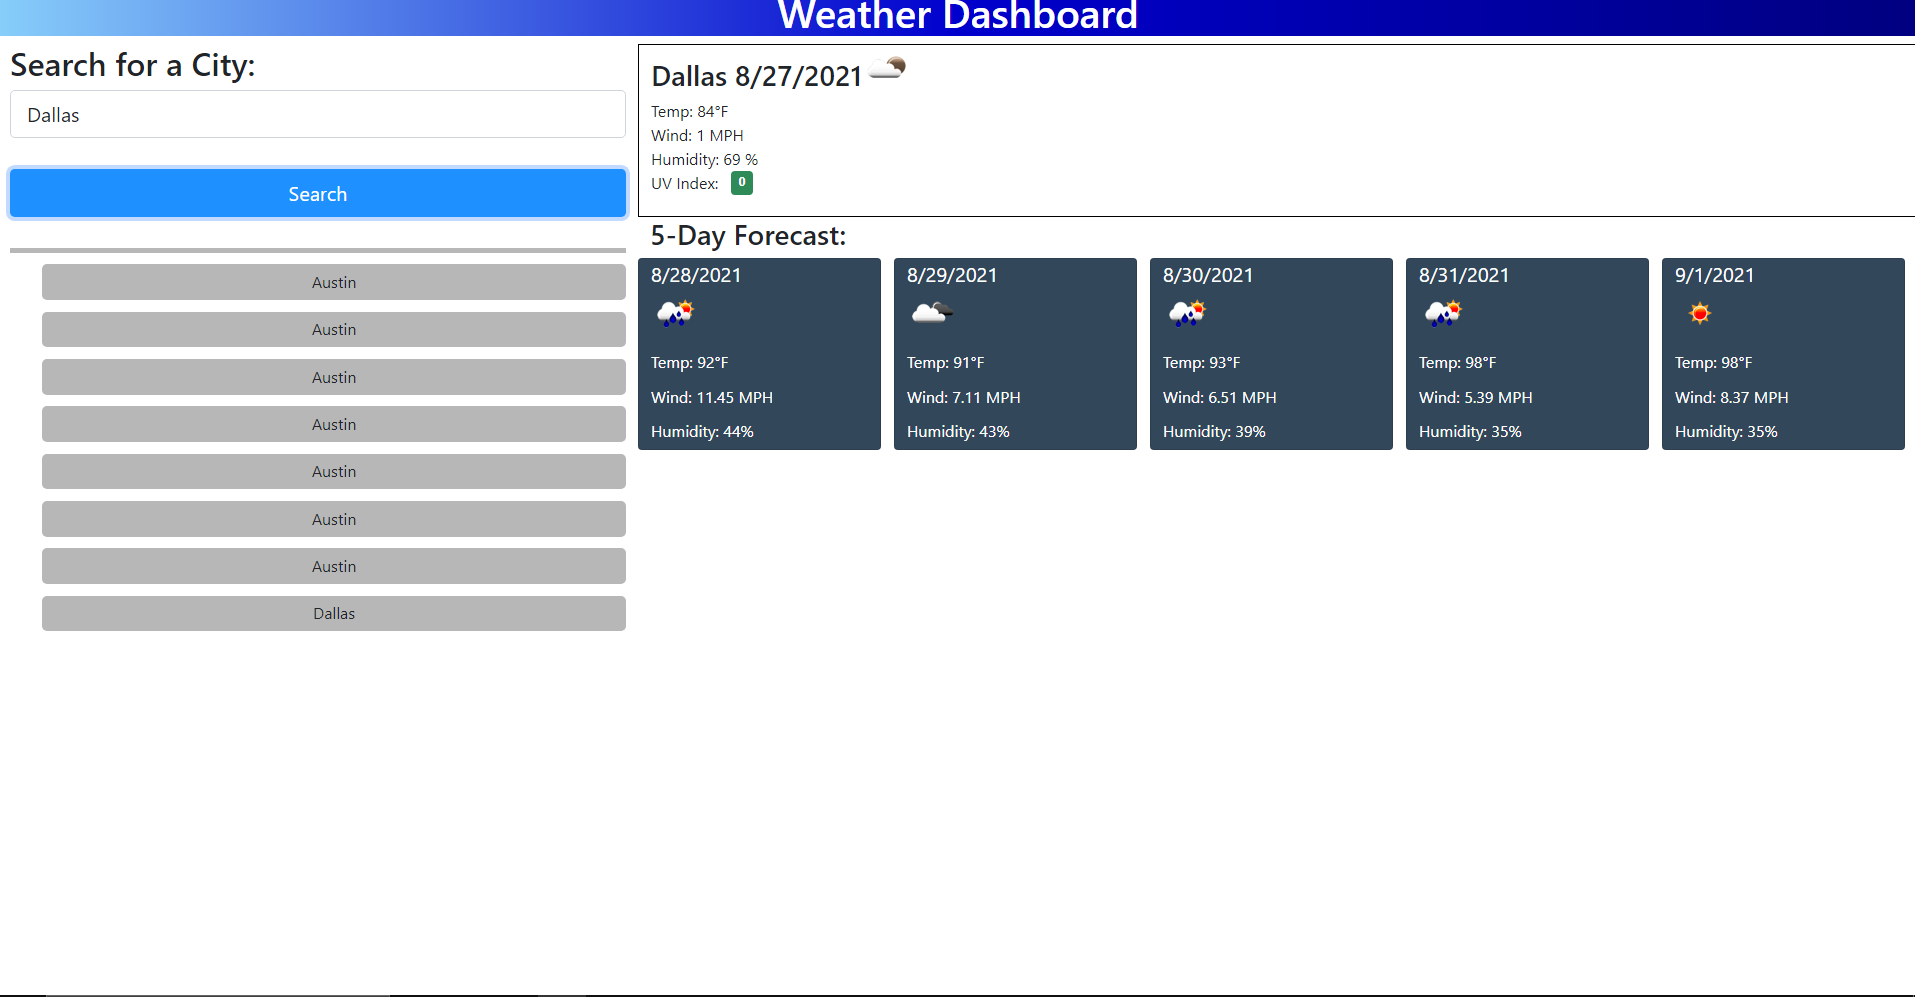 Weather Dashboard
Search for a City:
Dallas
Search
Austin
Austin
Austin
Austin
Austin
Austin
Austin
Dallas
Dallas 8/27/2021
Temp: 84°F
Wind: 1 MPH
Humidity: 69 %
UV Index: 0
5-Day Forecast:
8/28/2021
Temp: 92°F
Wind: 11.45 MPH
Humidity: 44%
8/29/2021
Temp: 91°F
Wind: 7.11 MPH
Humidity: 43%
8/30/2021
Temp: 93°F
Wind: 6.51 MPH
Humidity: 39%
8/31/2021
Temp: 98°F
Wind: 5.39 MPH
Humidity: 35%
9/1/2021
Temp: 98°F
Wind: 8.37 MPH
Humidity: 35%